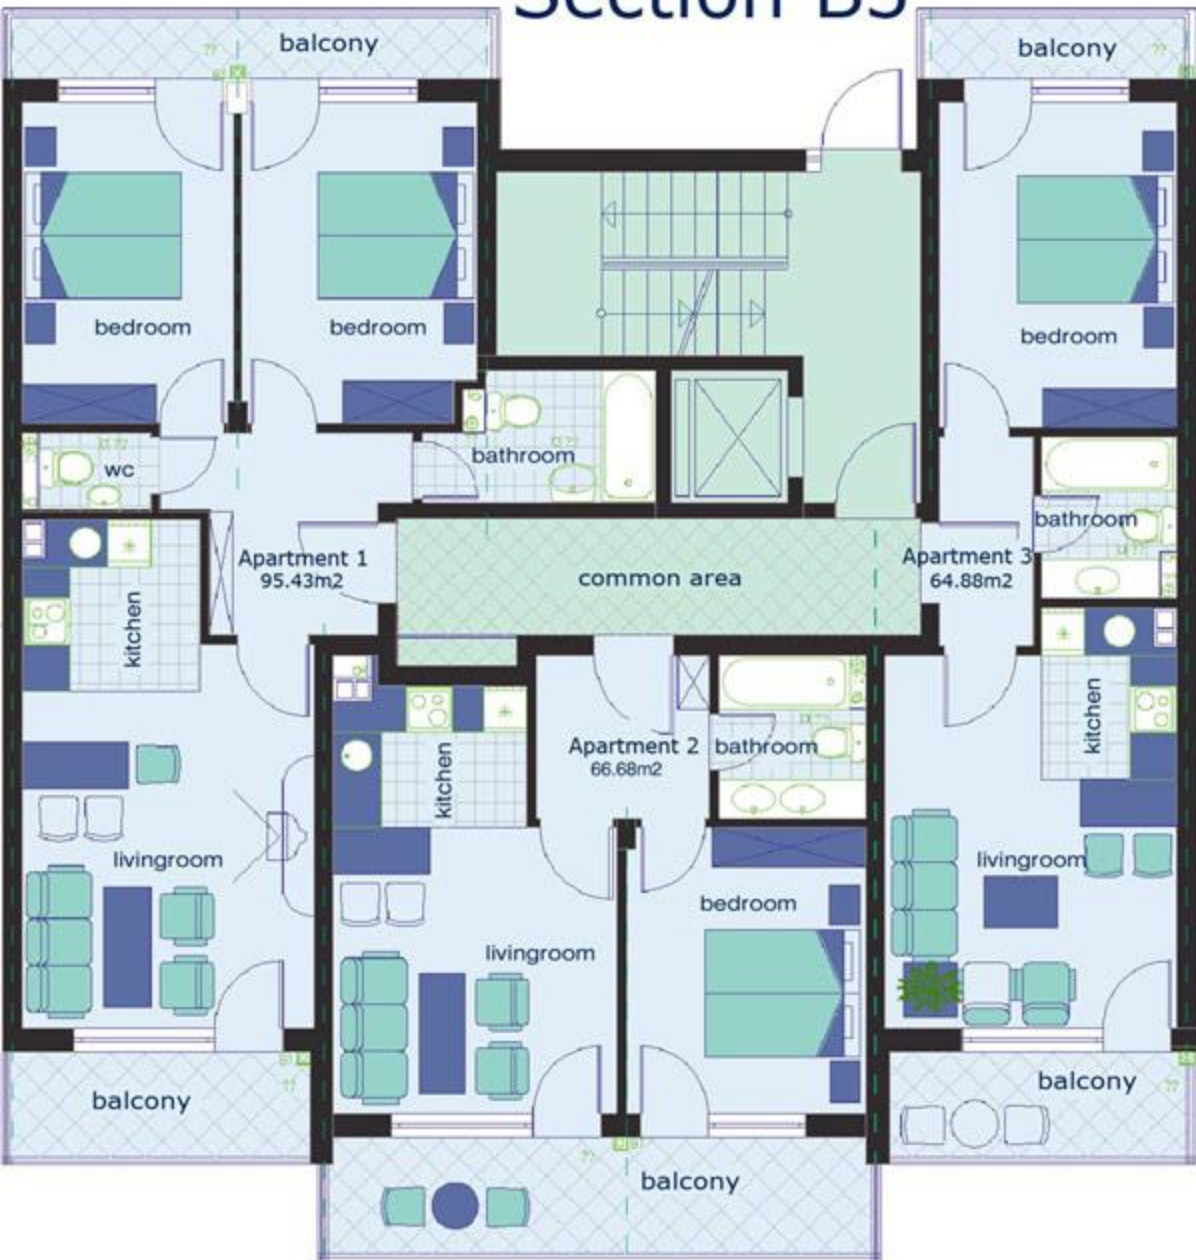 Section B3
balcony
balcony
bedroom
bedroom
bedroom
wc
bathroom
bathroom
Apartment 1
95.43m2
common area
Apartment 3
64.88m2
kitchen
kitchen
kitchen
Apartment 2
66.68m2
bathroom
livingroom
livingroom
bedroom
livingroom
balcony
balcony
balcony